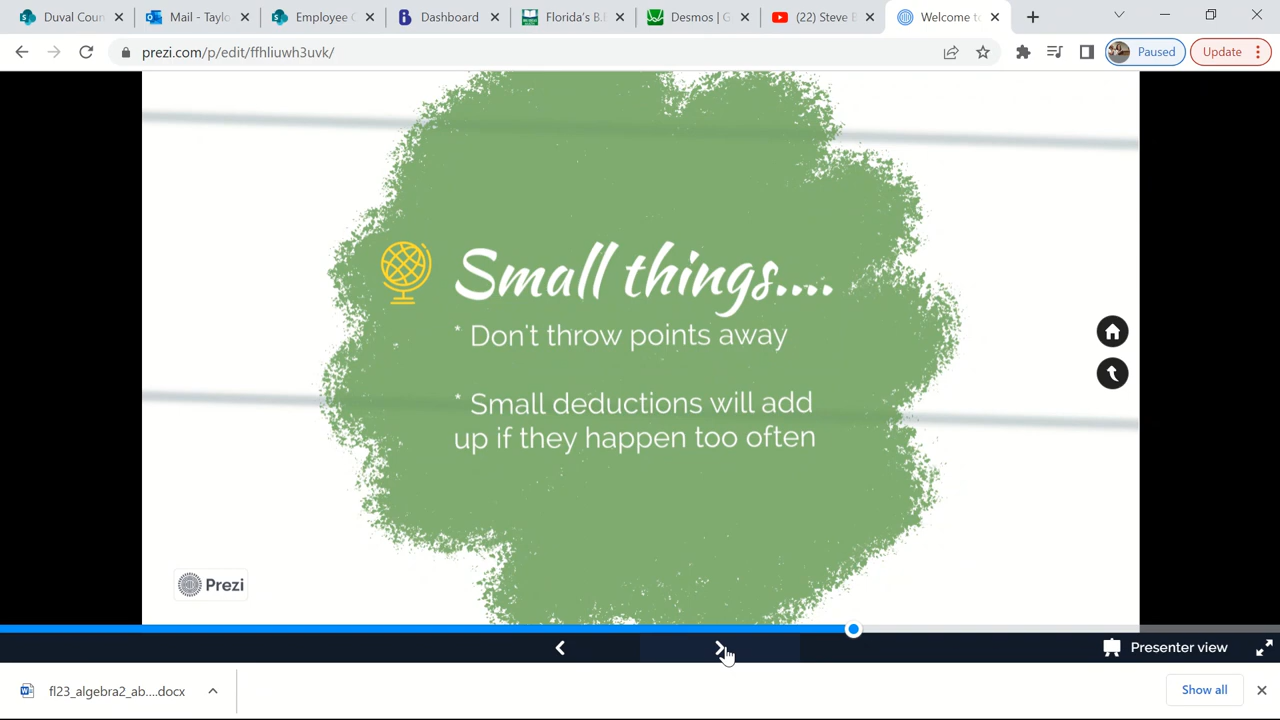 Duval Coun
Mail - Taylo
Employee C
Dashboard
Florida's B.
Desmos | G
(22) Steve B
Welcome to
prezi.com/p/edit/ffhliuwh3uvk/
Paused
Update
Small things....
* Don't throw points away
* Small deductions will add
up if they happen too often
Prezi
Presenter view
fl23_algebra2_ab....docx
Show all